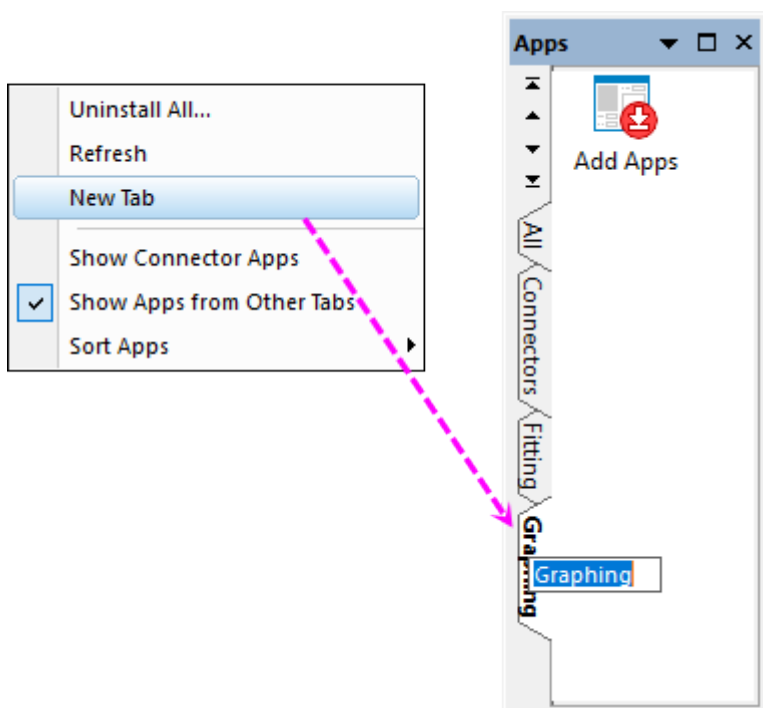 Uninstall All...
Refresh
New Tab
Show Connector Apps
Show Apps from Other Tabs
Sort Apps
Apps
Add Apps
All
Connectors
Fitting
Graphing
Graphing